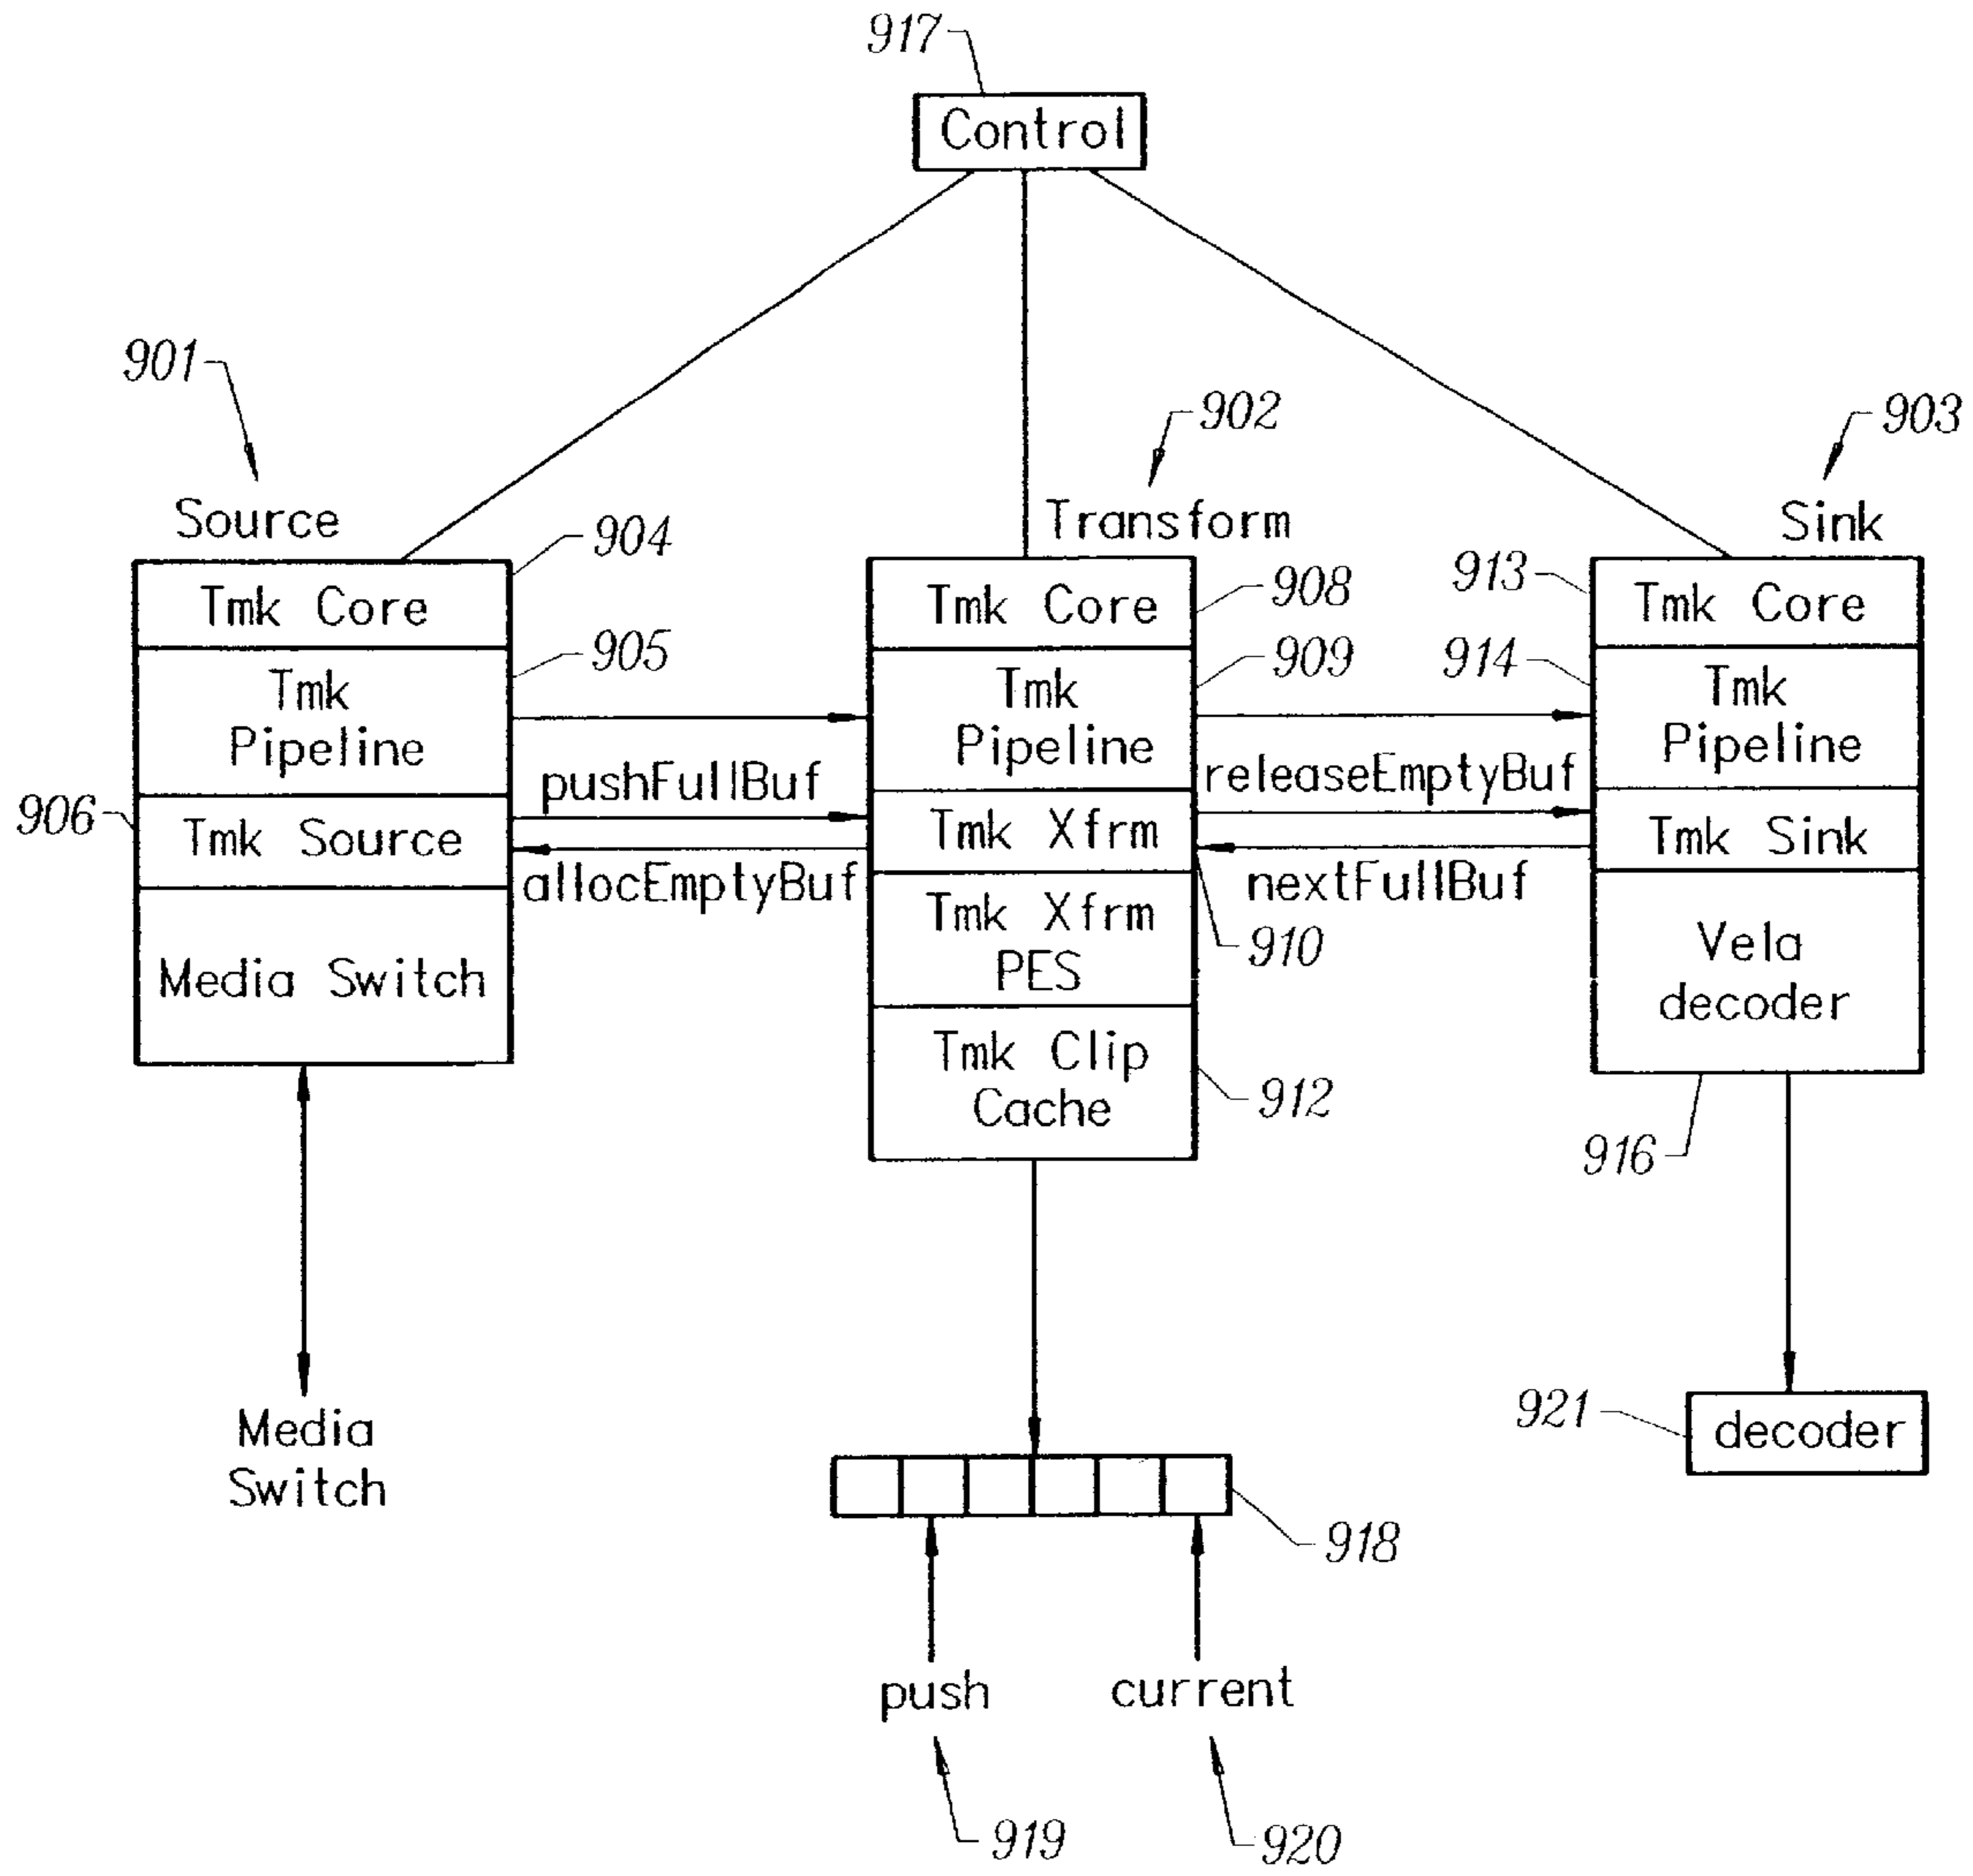 917
Control
901
902
903
Source
Transform
Sink
904
908
913
Tmk Core
Tmk Core
Tmk Core
905
909
914
Tmk
Pipeline
Tmk
Pipeline
Tmk
Pipeline
pushFullBuf
releaseEmptyBuf
906
Tmk Source
Tmk Xfrm
Tmk Sink
allocEmptyBuf
nextFullBuf
910
Media Switch
Tmk Xfrm
PES
Vela
decoder
Tmk Clip
Cache
912
916
Media
Switch
921
decoder
918
push
current
919
920